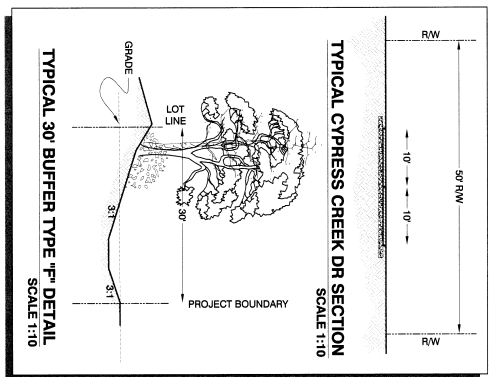 R/W
50' R/W
10'
10'
R/W
TYPICAL CYPRESS CREEK DR SECTION
SCALE 1:10
LOT
LINE
30'
PROJECT BOUNDARY
GRADE
3:1
3:1
TYPICAL 30' BUFFER TYPE "F" DETAIL
SCALE 1:10